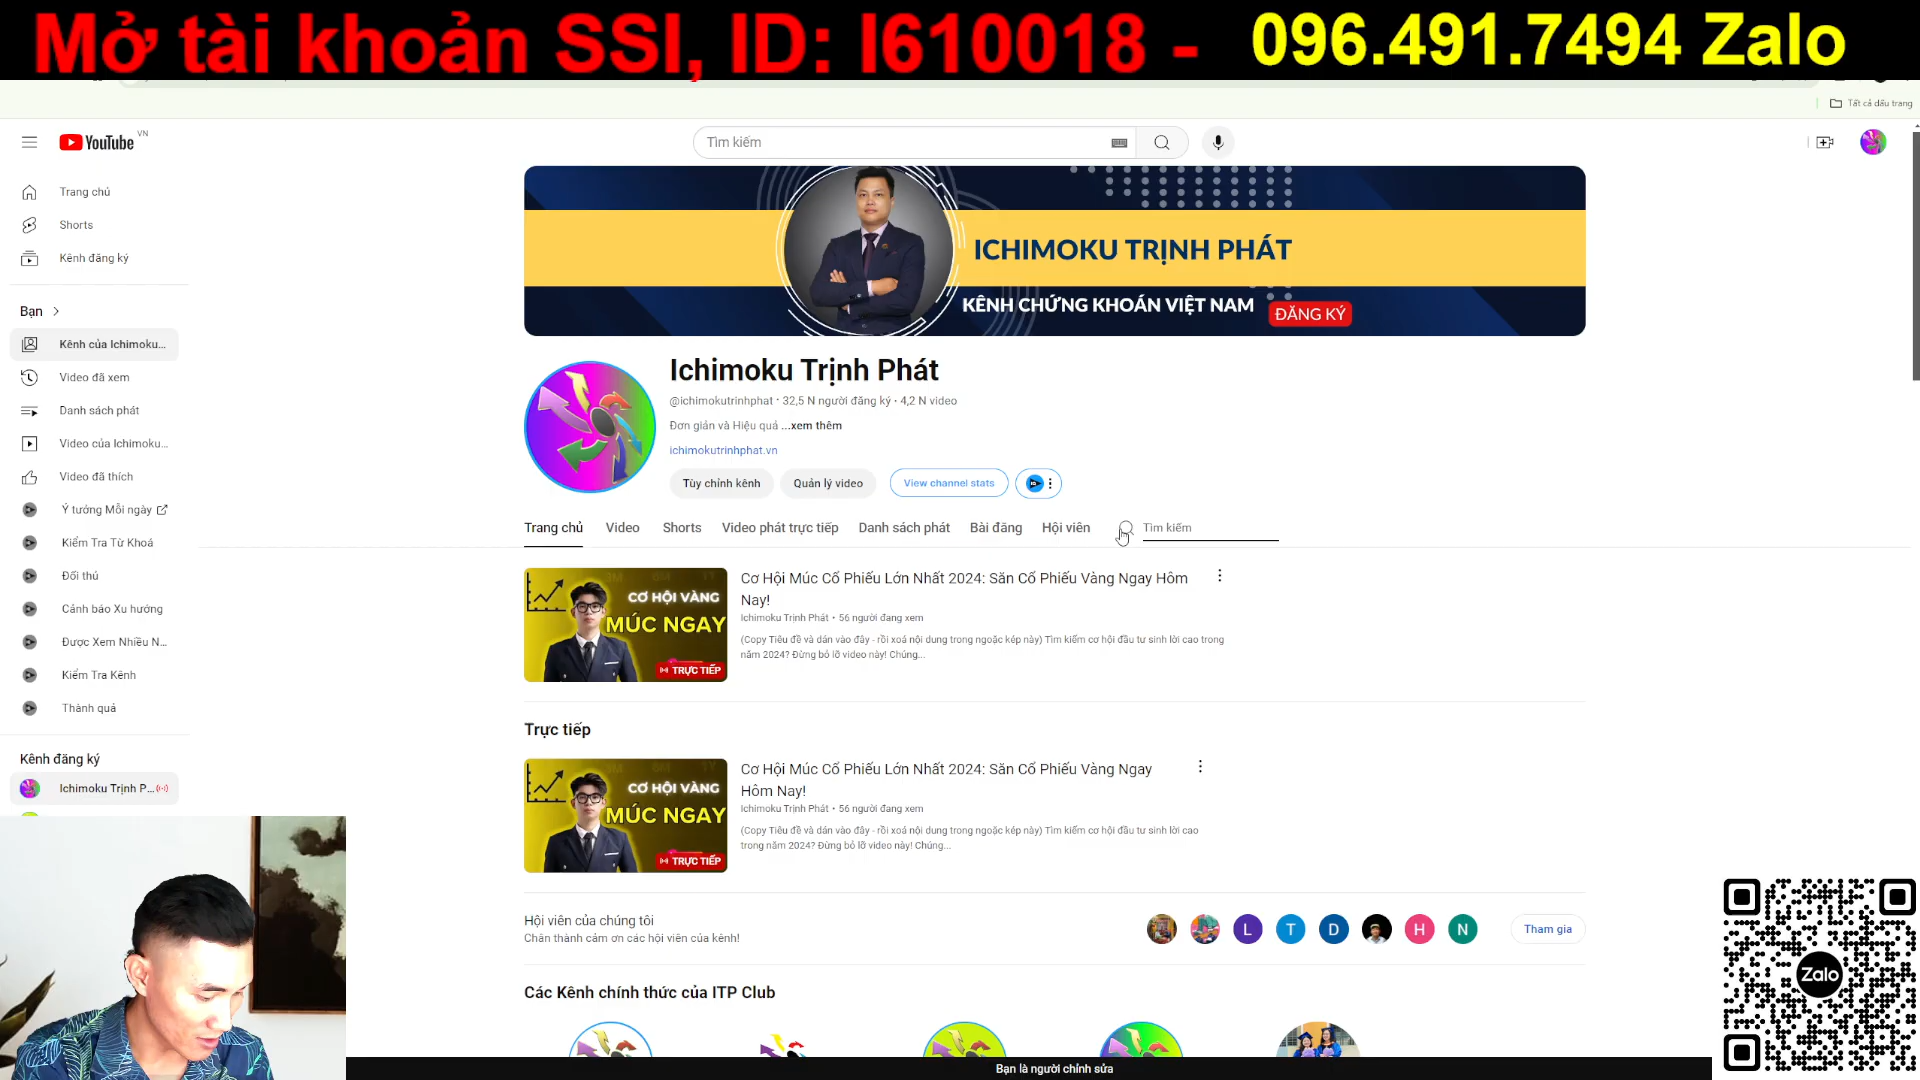 Mở tài khoản SSI, ID: I610018 - 096.491.7494 Zalo
Tất cả dấu trang
YouTube VN
Tìm kiếm
Trang chủ
Shorts
Kênh đăng ký
Bạn
Kênh của Ichimoku...
Video đã xem
Danh sách phát
Video của Ichimoku...
Video đã thích
Ý tưởng Mỗi ngày
Kiểm Tra Từ Khoá
Đối thủ
Cảnh báo Xu hướng
Được Xem Nhiều N...
Kiểm Tra Kênh
Thành quả
Kênh đăng ký
Ichimoku Trịnh P...
ICHIMOKU TRỊNH PHÁT
KÊNH CHỨNG KHOÁN VIỆT NAM
ĐĂNG KÝ
Ichimoku Trịnh Phát
@ichimokutrinhphat • 32,5 N người đăng ký • 4,2 N video
Đơn giản và Hiệu quả ...xem thêm
ichimokutrinhphat.vn
Tùy chỉnh kênh
Quản lý video
View channel stats
Trang chủ
Video
Shorts
Video phát trực tiếp
Danh sách phát
Bài đăng
Hội viên
Tìm kiếm
CƠ HỘI VÀNG
MÚC NGAY
TRỰC TIẾP
Cơ Hội Múc Cổ Phiếu Lớn Nhất 2024: Săn Cổ Phiếu Vàng Ngay Hôm
Nay!
Ichimoku Trịnh Phát • 56 người đang xem
(Copy Tiêu đề và dán vào đây - rồi xoá nội dung trong ngoặc kép này) Tìm kiếm cơ hội đầu tư sinh lời cao trong
năm 2024? Đừng bỏ lỡ video này! Chúng...
Trực tiếp
CƠ HỘI VÀNG
MÚC NGAY
TRỰC TIẾP
Cơ Hội Múc Cổ Phiếu Lớn Nhất 2024: Săn Cổ Phiếu Vàng Ngay
Hôm Nay!
Ichimoku Trịnh Phát • 56 người đang xem
(Copy Tiêu đề và dán vào đây - rồi xoá nội dung trong ngoặc kép này) Tìm kiếm cơ hội đầu tư sinh lời cao
trong năm 2024? Đừng bỏ lỡ video này! Chúng...
Hội viên của chúng tôi
Chân thành cảm ơn các hội viên của kênh!
L
T
D
H
N
Tham gia
Các Kênh chính thức của ITP Club
Zalo
Bạn là người chỉnh sửa